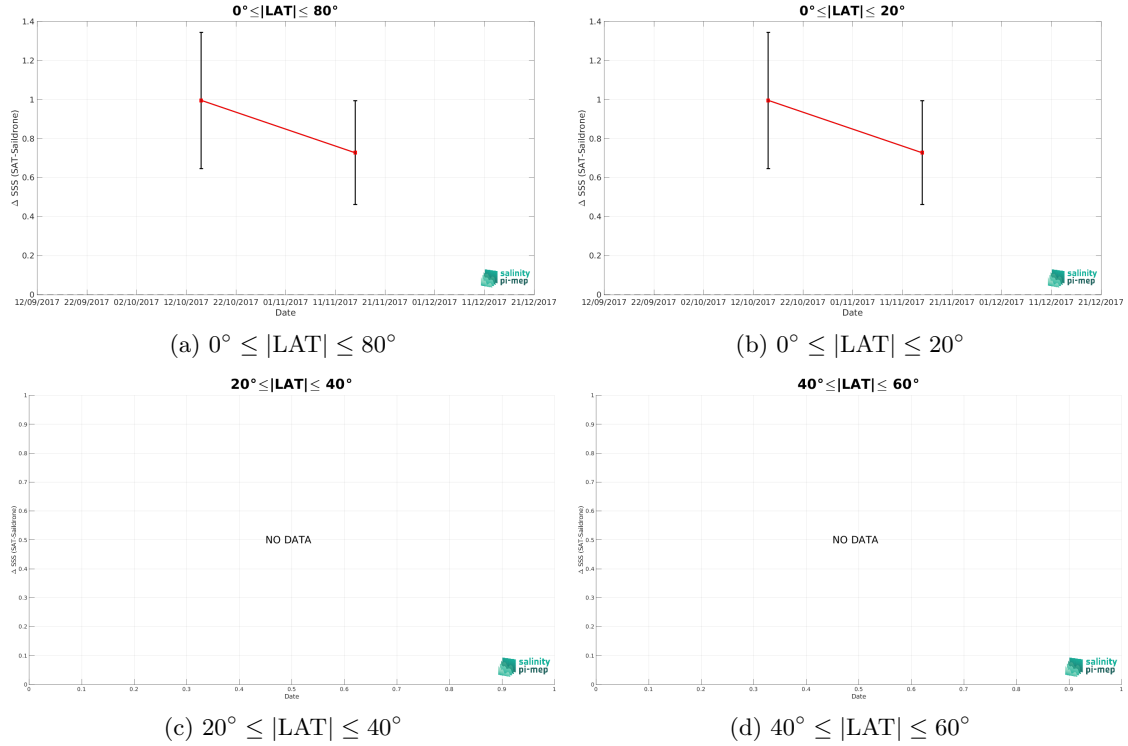 0°≤|LAT|≤ 80°
1.4
1.2
1
0.8
0.6
0.4
0.2
0
Δ SSS (SAT-Saildrone)
12/09/2017 22/09/2017 02/10/2017 12/10/2017 22/10/2017 01/11/2017 11/11/2017 21/11/2017 01/12/2017 11/12/2017 21/12/2017
Date
salinity
pi-mep
(a) 0° ≤ |LAT| ≤ 80°
0°≤|LAT|≤ 20°
1.4
1.2
1
0.8
0.6
0.4
0.2
0
Δ SSS (SAT-Saildrone)
12/09/2017 22/09/2017 02/10/2017 12/10/2017 22/10/2017 01/11/2017 11/11/2017 21/11/2017 01/12/2017 11/12/2017 21/12/2017
Date
salinity
pi-mep
(b) 0° ≤ |LAT| ≤ 20°
20°≤|LAT|≤ 40°
1
0.9
0.8
0.7
0.6
0.5
0.4
0.3
0.2
0.1
0
Δ SSS (SAT-Saildrone)
NO DATA
0 0.1 0.2 0.3 0.4 0.5 0.6 0.7 0.8 0.9 1
Date
salinity
pi-mep
(c) 20° ≤ |LAT| ≤ 40°
40°≤|LAT|≤ 60°
1
0.9
0.8
0.7
0.6
0.5
0.4
0.3
0.2
0.1
0
Δ SSS (SAT-Saildrone)
NO DATA
0 0.1 0.2 0.3 0.4 0.5 0.6 0.7 0.8 0.9 1
Date
salinity
pi-mep
(d) 40° ≤ |LAT| ≤ 60°